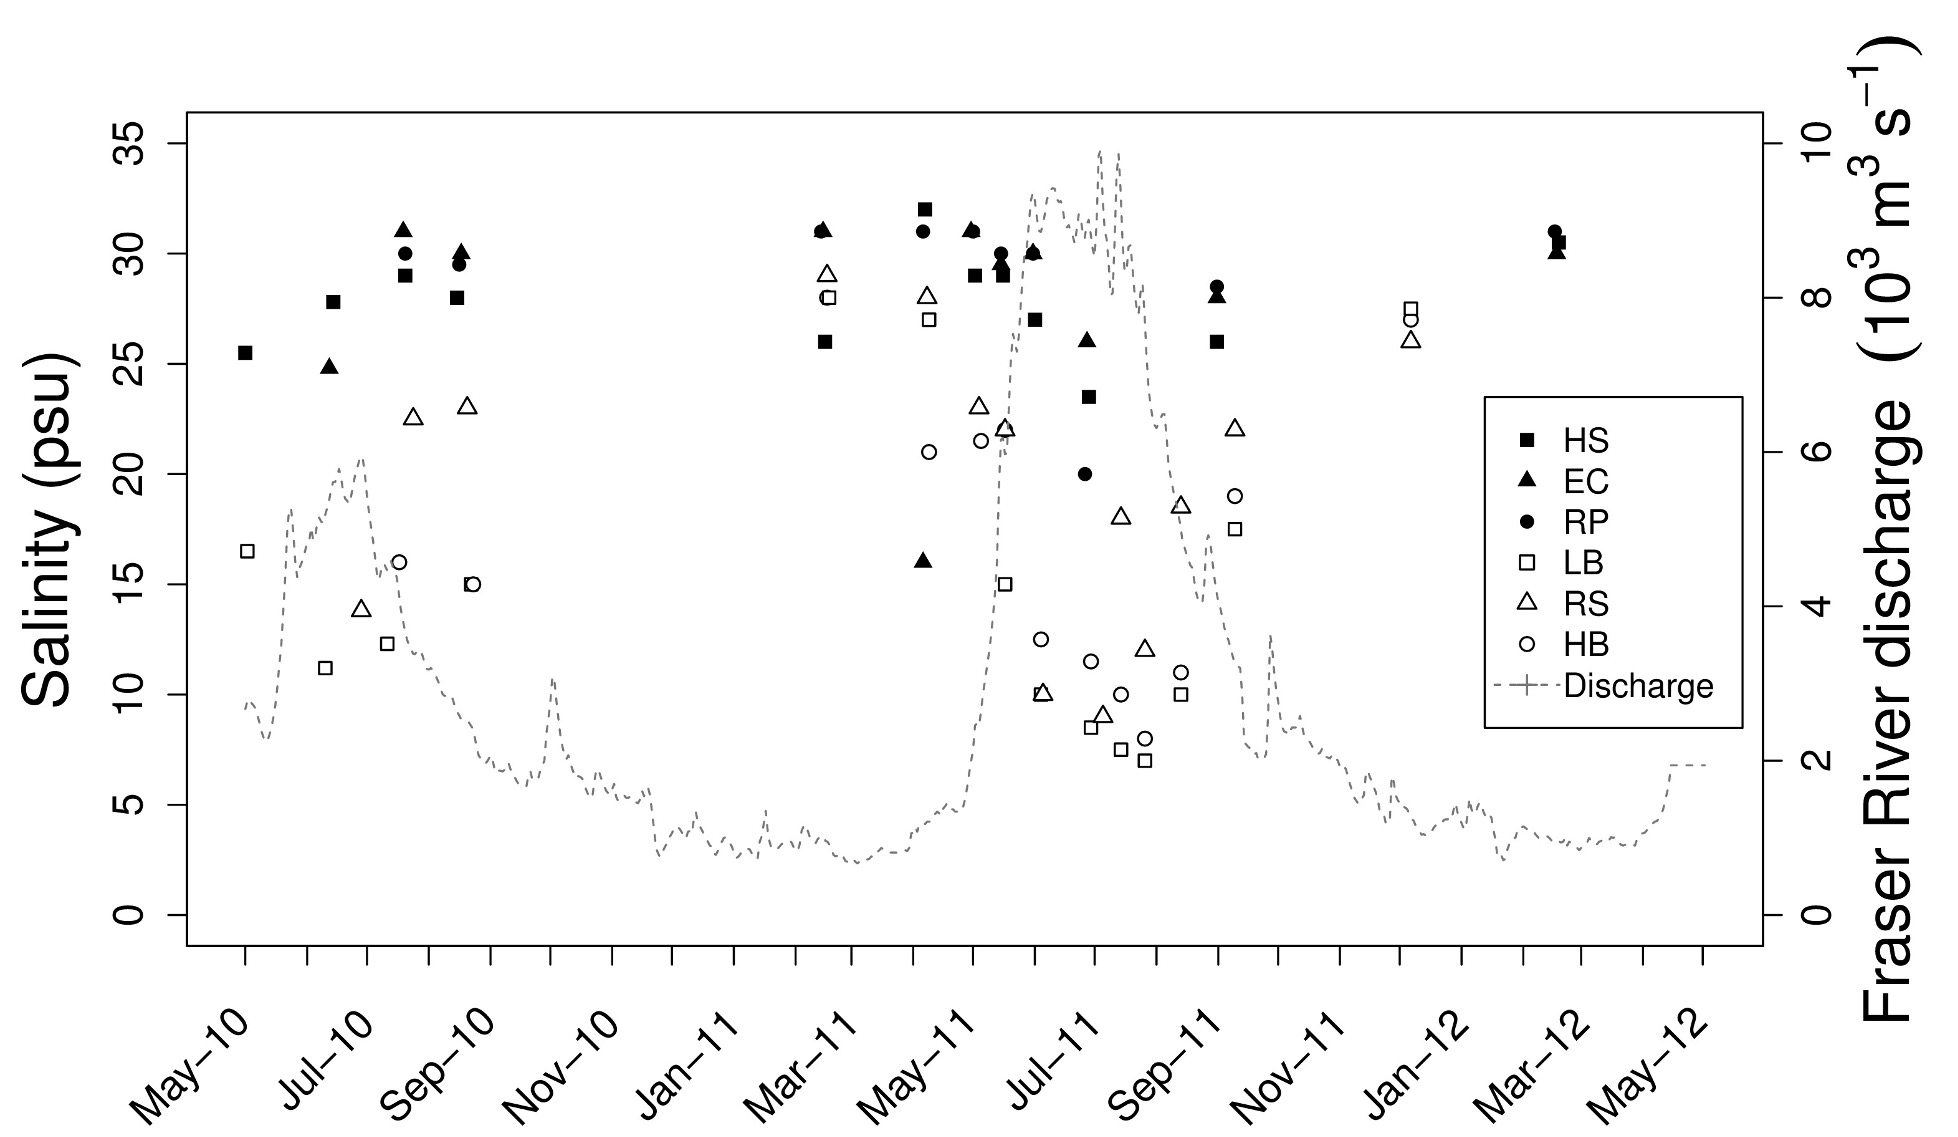 Salinity (psu)
35
30
25
20
15
10
5
0
10
8
6
4
2
0
Fraser River discharge (10³ m³ s⁻¹)
HS
EC
RP
LB
RS
HB
Discharge
May−10
Jul−10
Sep−10
Nov−10
Jan−11
Mar−11
May−11
Jul−11
Sep−11
Nov−11
Jan−12
Mar−12
May−12